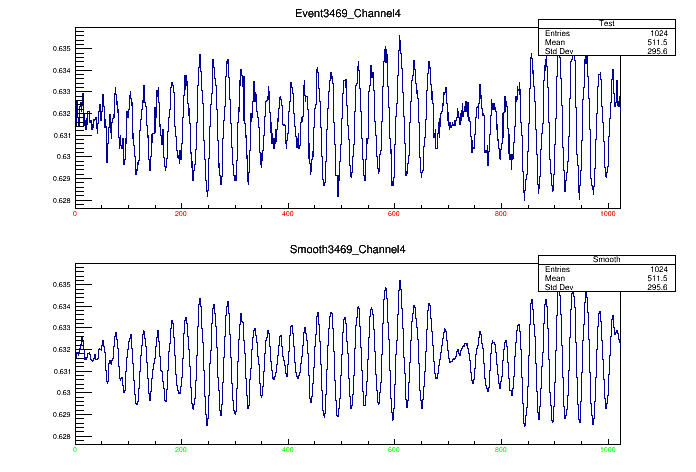 Event3469_Channel4
Test
Entries 1024
Mean 511.5
Std Dev 295.6
0.635
0.634
0.633
0.632
0.631
0.63
0.629
0.628
0 200 400 600 800 1000
Smooth3469_Channel4
Smooth
Entries 1024
Mean 511.5
Std Dev 295.6
0.635
0.634
0.633
0.632
0.631
0.63
0.629
0.628
0 200 400 600 800 1000